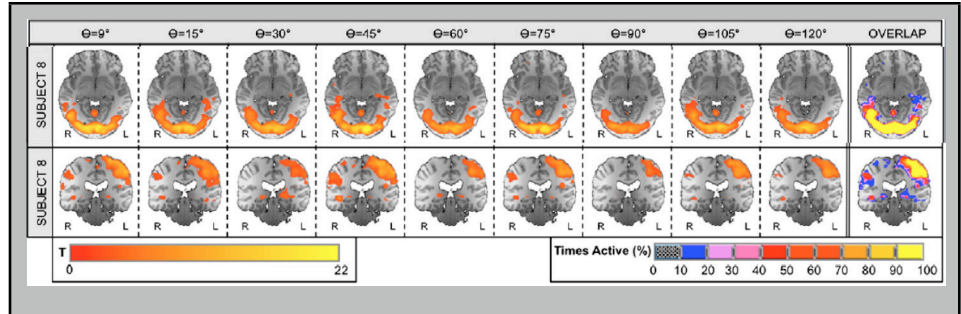 Θ=9° Θ=15° Θ=30° Θ=45° Θ=60° Θ=75° Θ=90° Θ=105° Θ=120° OVERLAP
SUBJECT 8
R L R L R L R L R L R L R L R L R L R L
SUBJECT 8
R L R L R L R L R L R L R L R L R L R L
T
0 22
Times Active (%)
0 10 20 30 40 50 60 70 80 90 100